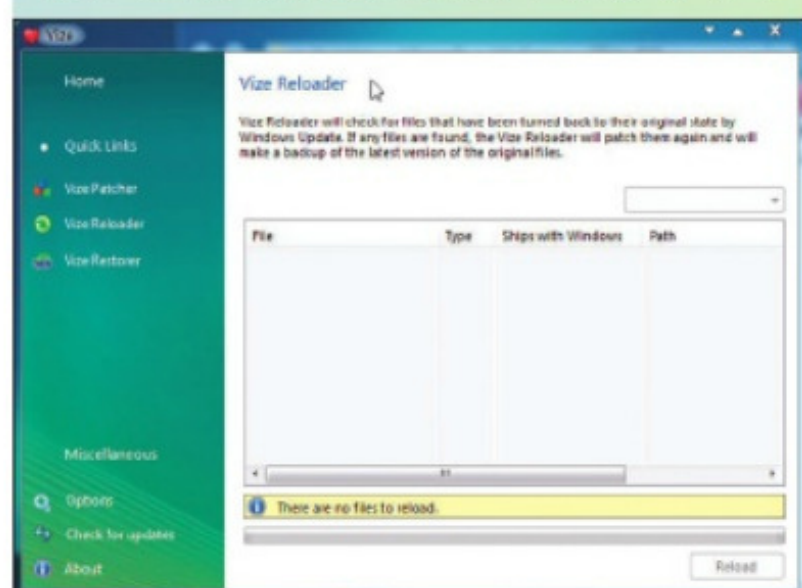 Vize
Home
Quick Links
Vize Patcher
Vize Reloader
Vize Restorer
Miscellaneous
Options
Check for updates
About
Vize Reloader
Vize Reloader will check for files that have been turned back to their original state by
Windows Update. If any files are found, the Vize Reloader will patch them again and will
make a backup of the latest version of the original files.
File Type Ships with Windows Path
There are no files to reload.
Reload